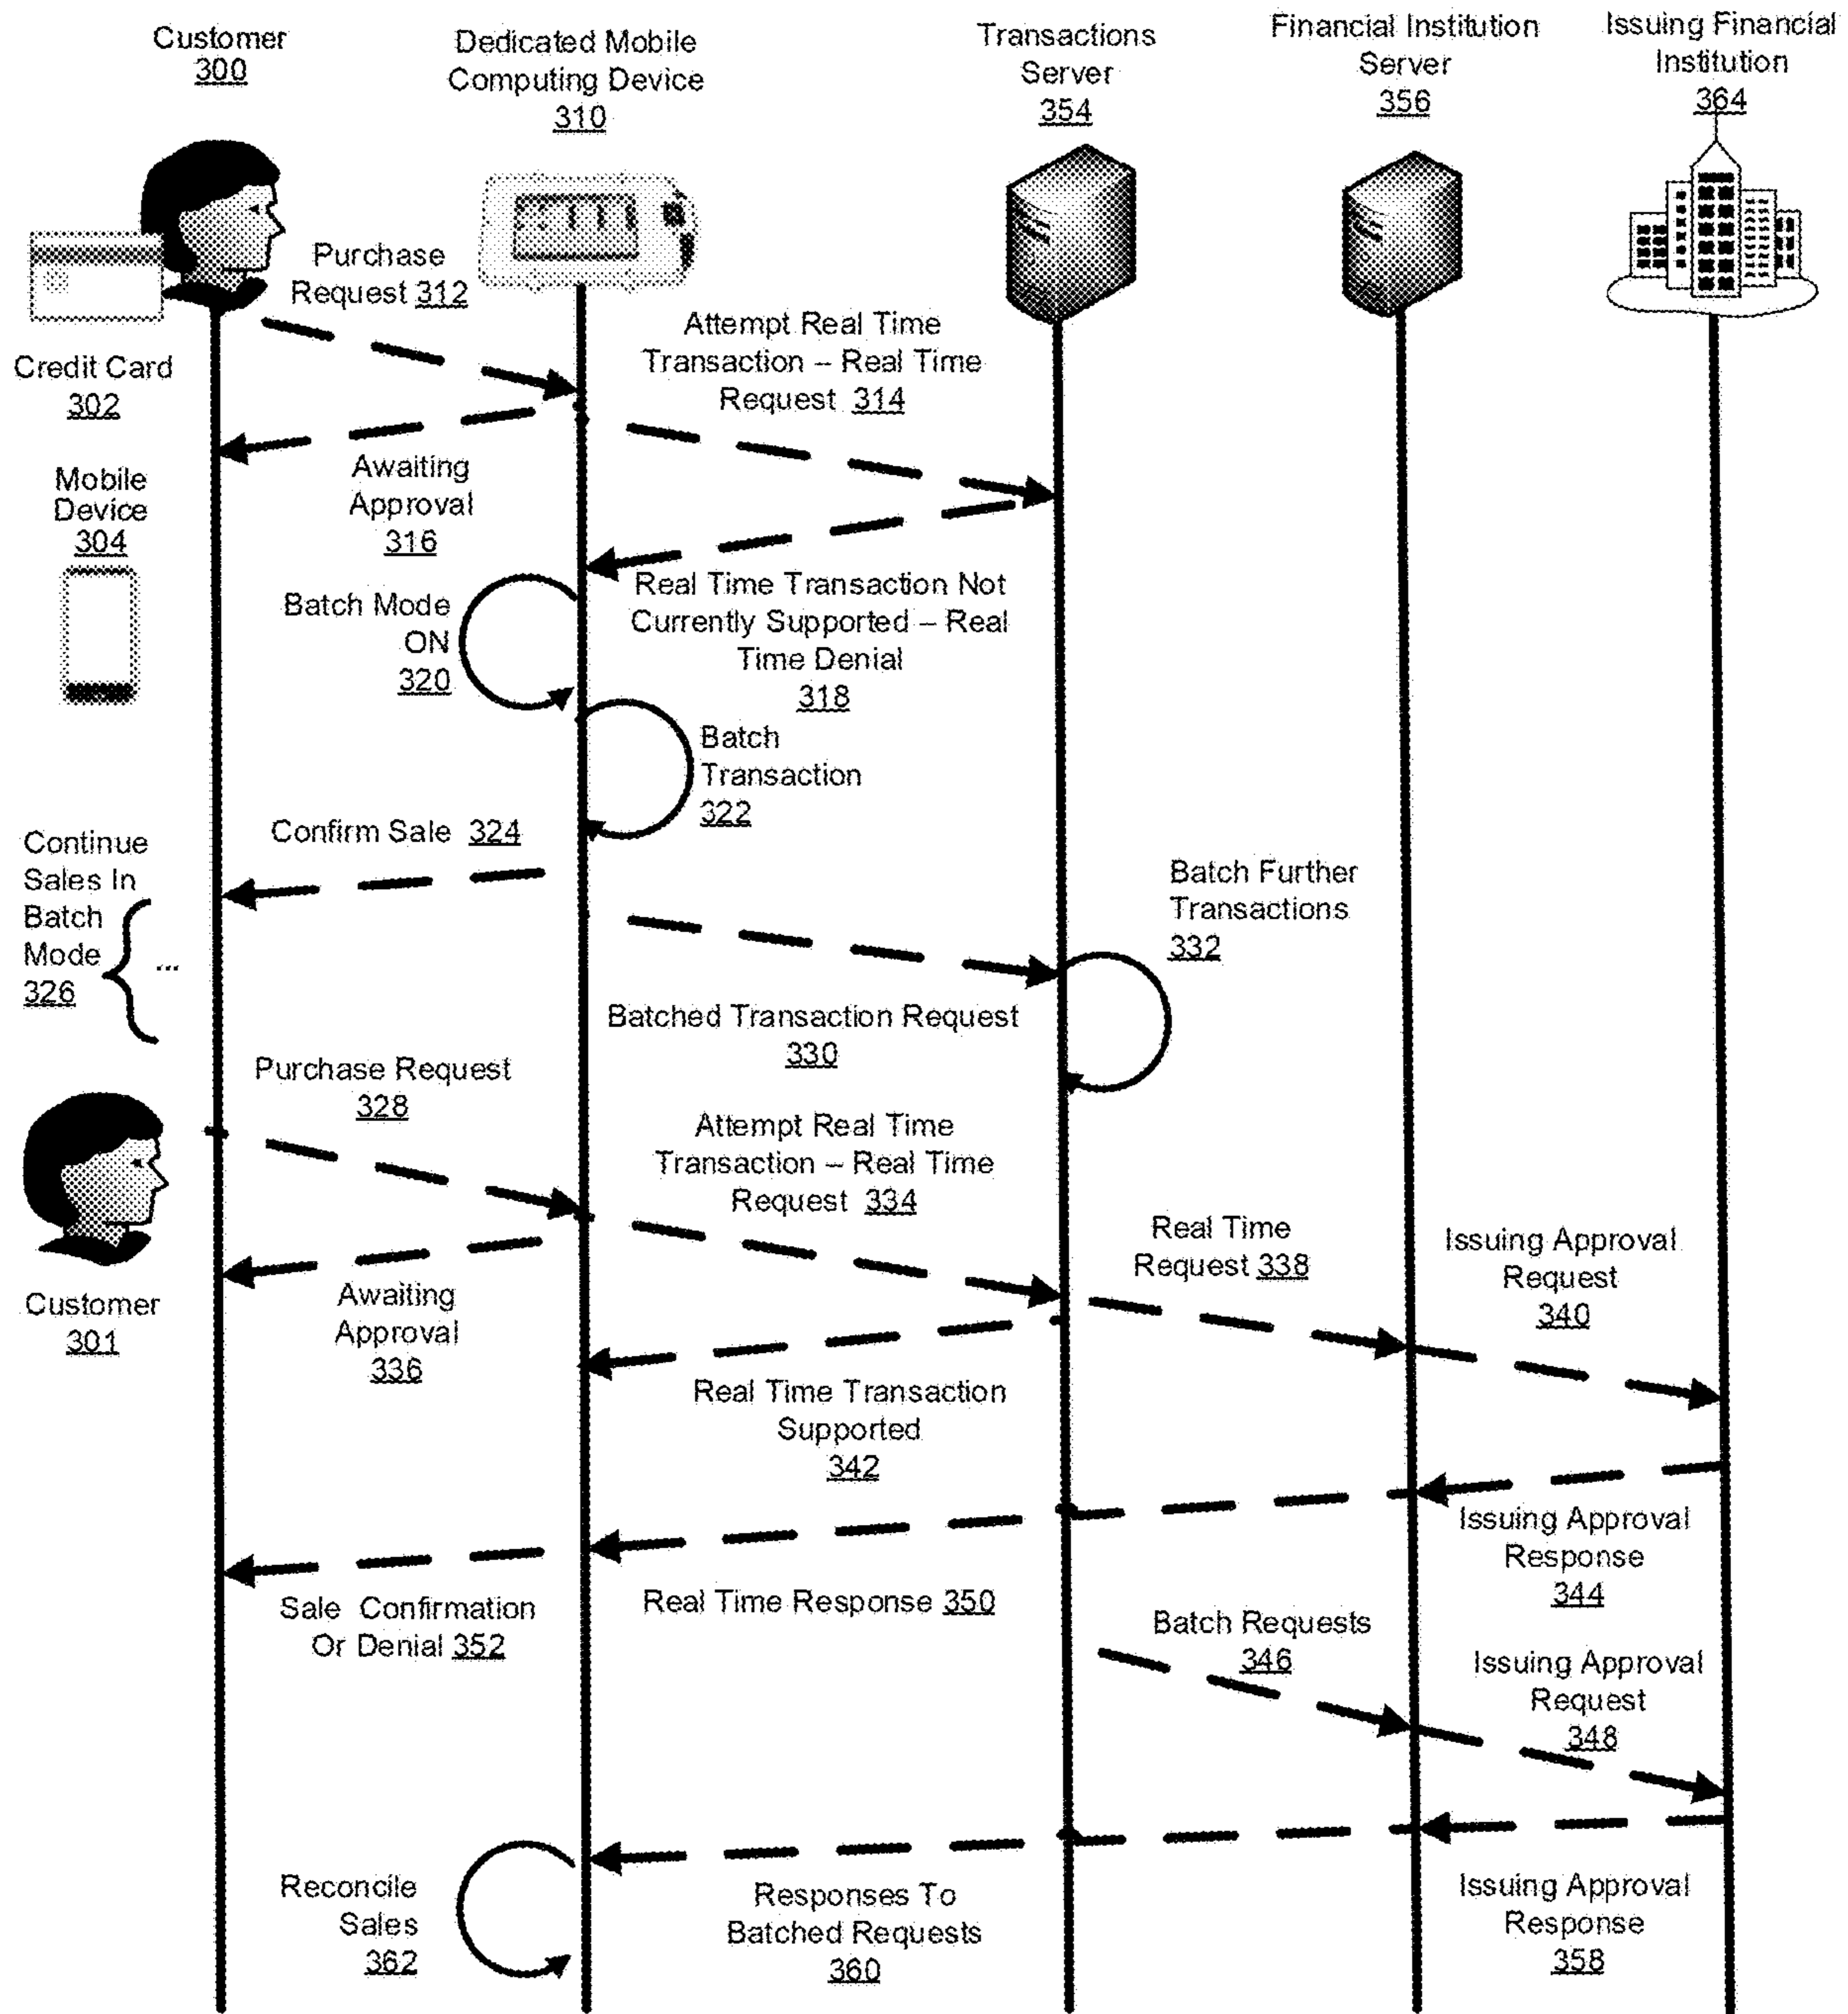 Customer
300
Dedicated Mobile
Computing Device
310
Transactions
Server
354
Financial Institution
Server
356
Issuing Financial
Institution
364
Purchase
Request 312
Credit Card
302
Attempt Real Time
Transaction – Real Time
Request 314
Awaiting
Approval
316
Mobile
Device
304
Real Time Transaction Not
Currently Supported – Real
Time Denial
318
Batch Mode
ON
320
Batch
Transaction
322
Confirm Sale 324
Continue
Sales In
Batch
Mode
326
...
Batch Further
Transactions
332
Batched Transaction Request
330
Purchase Request
328
Attempt Real Time
Transaction – Real Time
Request 334
Customer
301
Awaiting
Approval
336
Real Time
Request 338
Issuing Approval
Request
340
Real Time Transaction
Supported
342
Issuing Approval
Response
344
Real Time Response 350
Sale Confirmation
Or Denial 352
Batch Requests
346
Issuing Approval
Request
348
Reconcile
Sales
362
Responses To
Batched Requests
360
Issuing Approval
Response
358